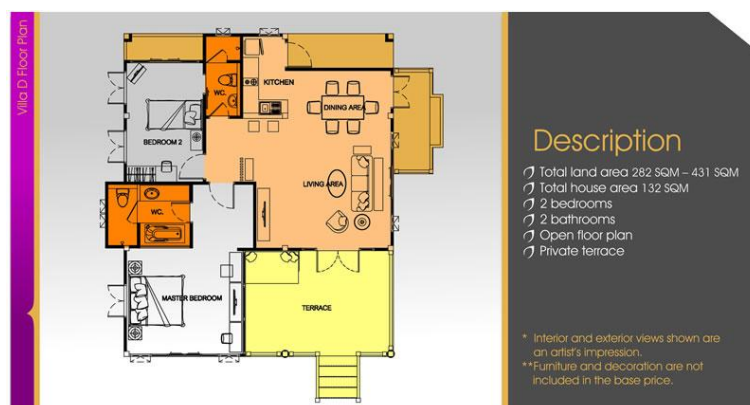 Villa D Floor Plan
KITCHEN
WC.
DINING AREA
BEDROOM 2
LIVING AREA
WC.
MASTER BEDROOM
TERRACE
Description
Total land area 282 SQM – 431 SQM
Total house area 132 SQM
2 bedrooms
2 bathrooms
Open floor plan
Private terrace
* Interior and exterior views shown are
an artist's impression.
**Furniture and decoration are not
included in the base price.